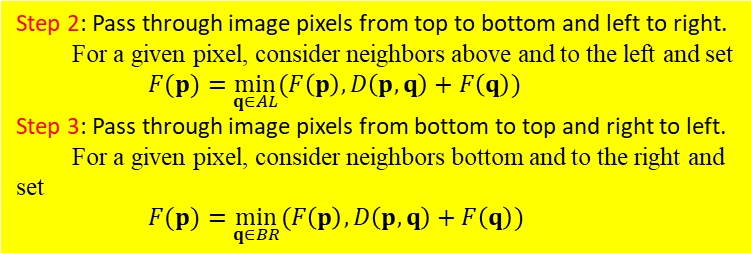 Step 2: Pass through image pixels from top to bottom and left to right.
For a given pixel, consider neighbors above and to the left and set
F(𝐩) = min(F(𝐩), D(𝐩, 𝐪) + F(𝐪))
𝐪∈AL
Step 3: Pass through image pixels from bottom to top and right to left.
For a given pixel, consider neighbors bottom and to the right and
set
F(𝐩) = min (F(𝐩), D(𝐩, 𝐪) + F(𝐪))
𝐪∈BR